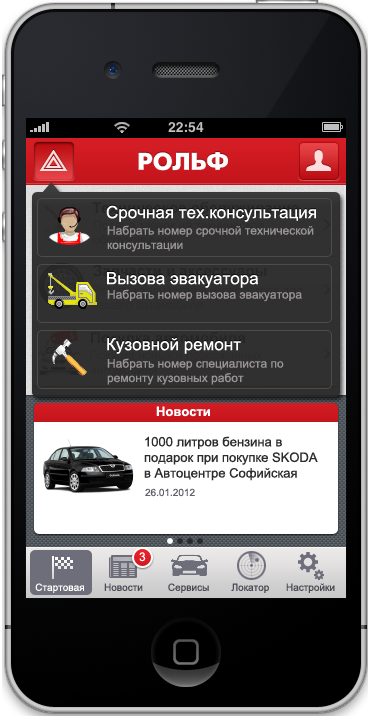 22:54
РОЛЬФ
Срочная тех.консультация
Набрать номер срочной технической
консультации
Вызова эвакуатора
Набрать номер вызова эвакуатора
Кузовной ремонт
Набрать номер специалиста по
ремонту кузовных работ
Новости
1000 литров бензина в
подарок при покупке SKODA
в Автоцентре Софийская
26.01.2012
3
Стартовая
Новости
Сервисы
Локатор
Настройки